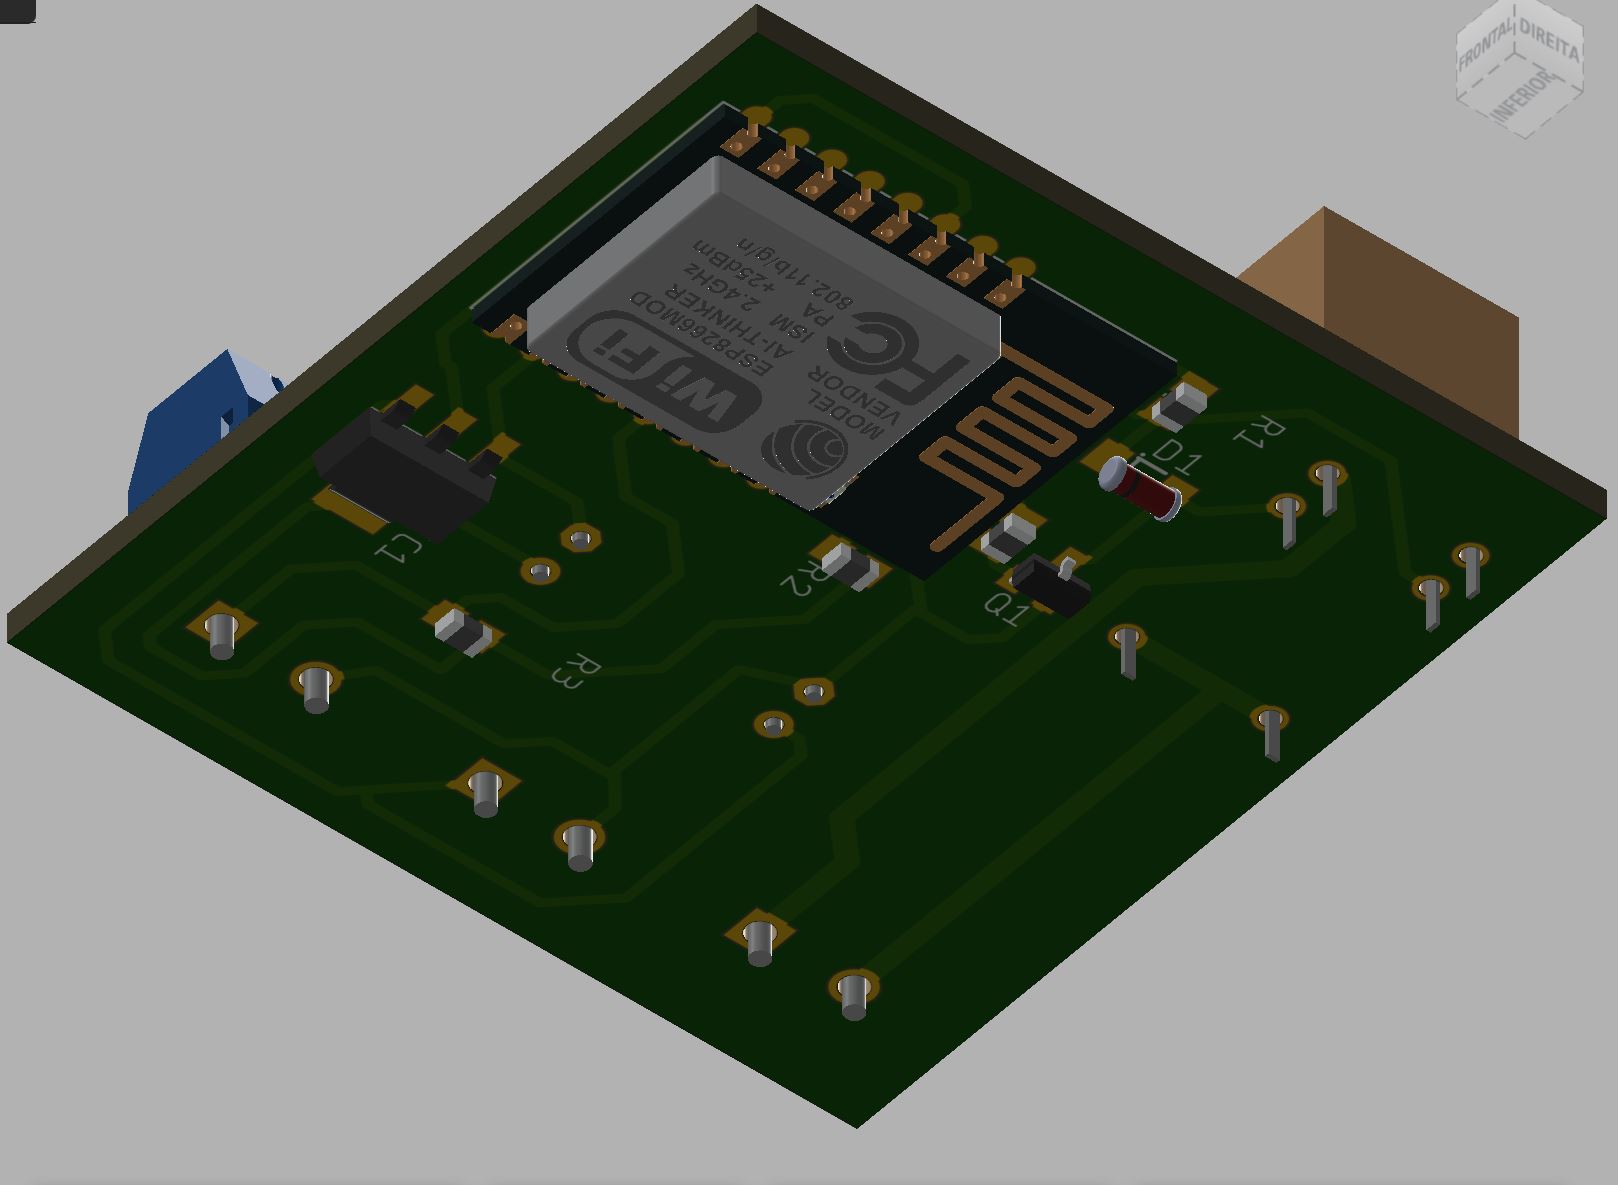 FRONTAL
DIREITA
INFERIOR
WiFi
ESP8266MOD
AI-THINKER
ISM 2.4GHz
PA +25dBm
802.11b/g/n
MODEL
VENDOR
FC
R1
D1
C1
R2
Q1
R3